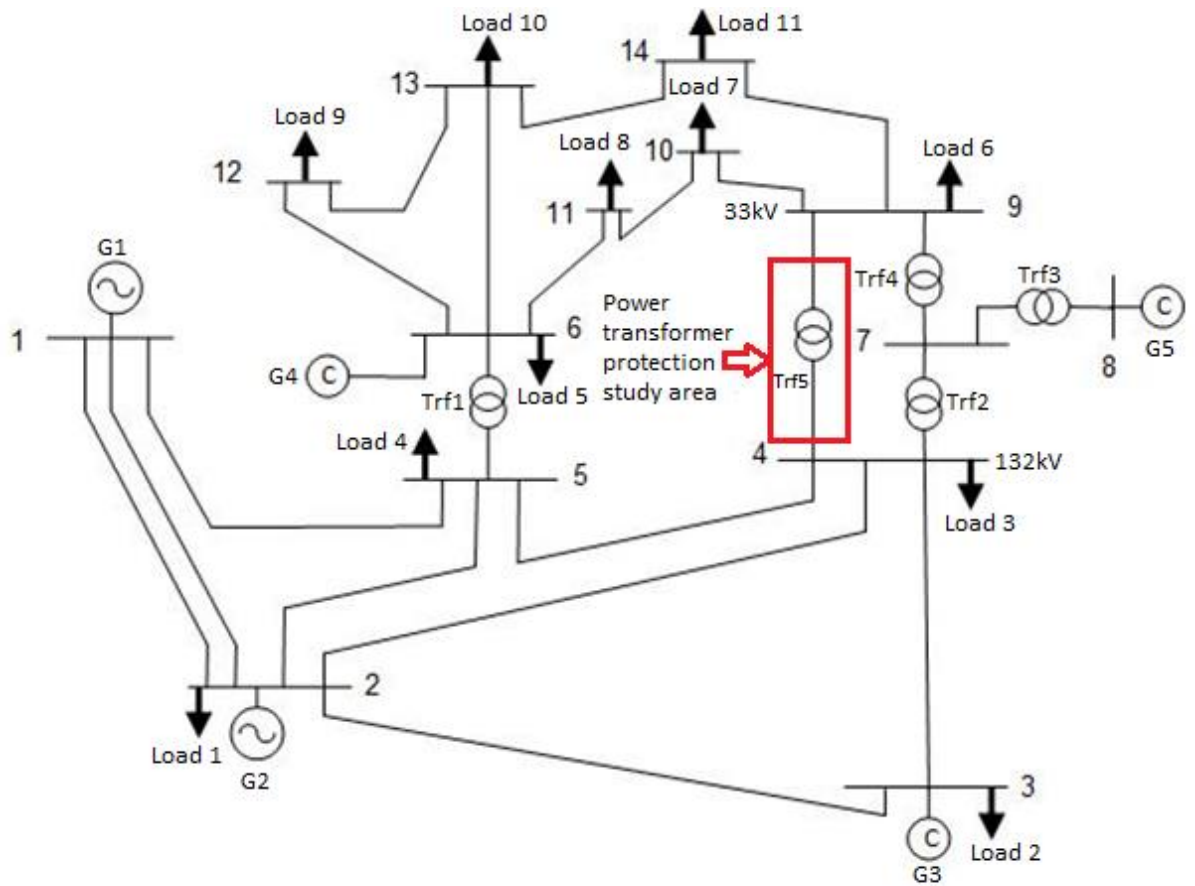 Load 10
Load 11
14
13
Load 7
Load 9
Load 8
10
Load 6
12
11
33kV
9
G1
Trf4
Trf3
Power
transformer
protection
study area
1
6
7
8
G5
G4
Trf1
Load 5
Trf5
Trf2
Load 4
4
132kV
5
Load 3
2
Load 1
G2
3
Load 2
G3
C
C
C